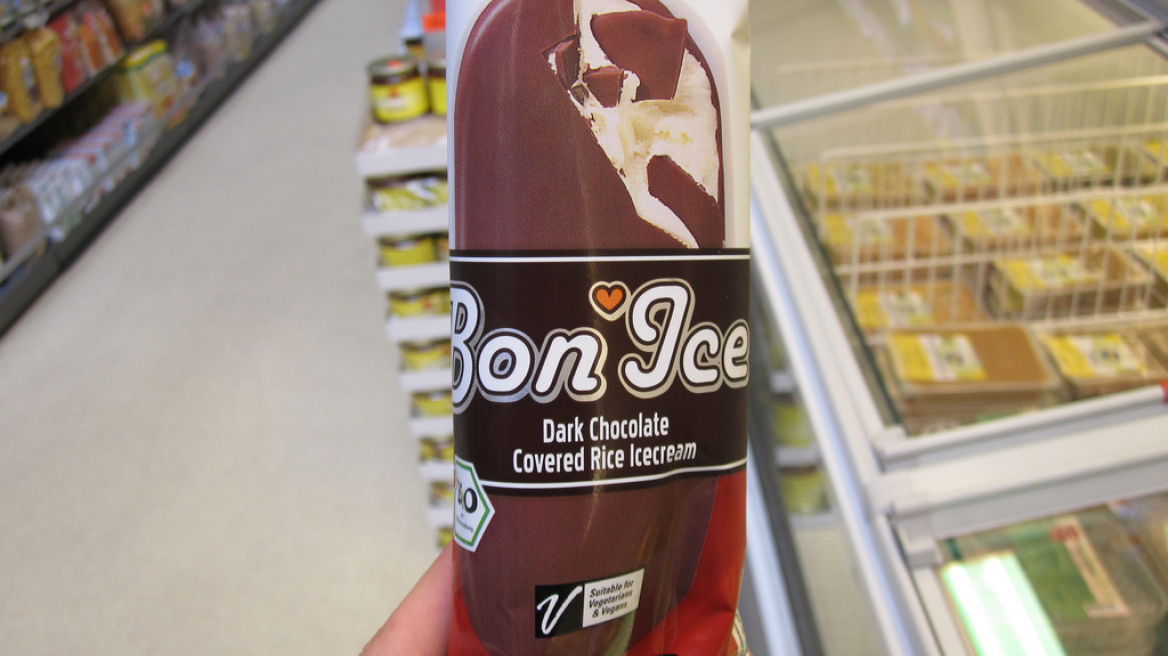 Bon Ice
Dark Chocolate
Covered Rice Icecream
V
Suitable for
Vegetarians
& Vegans